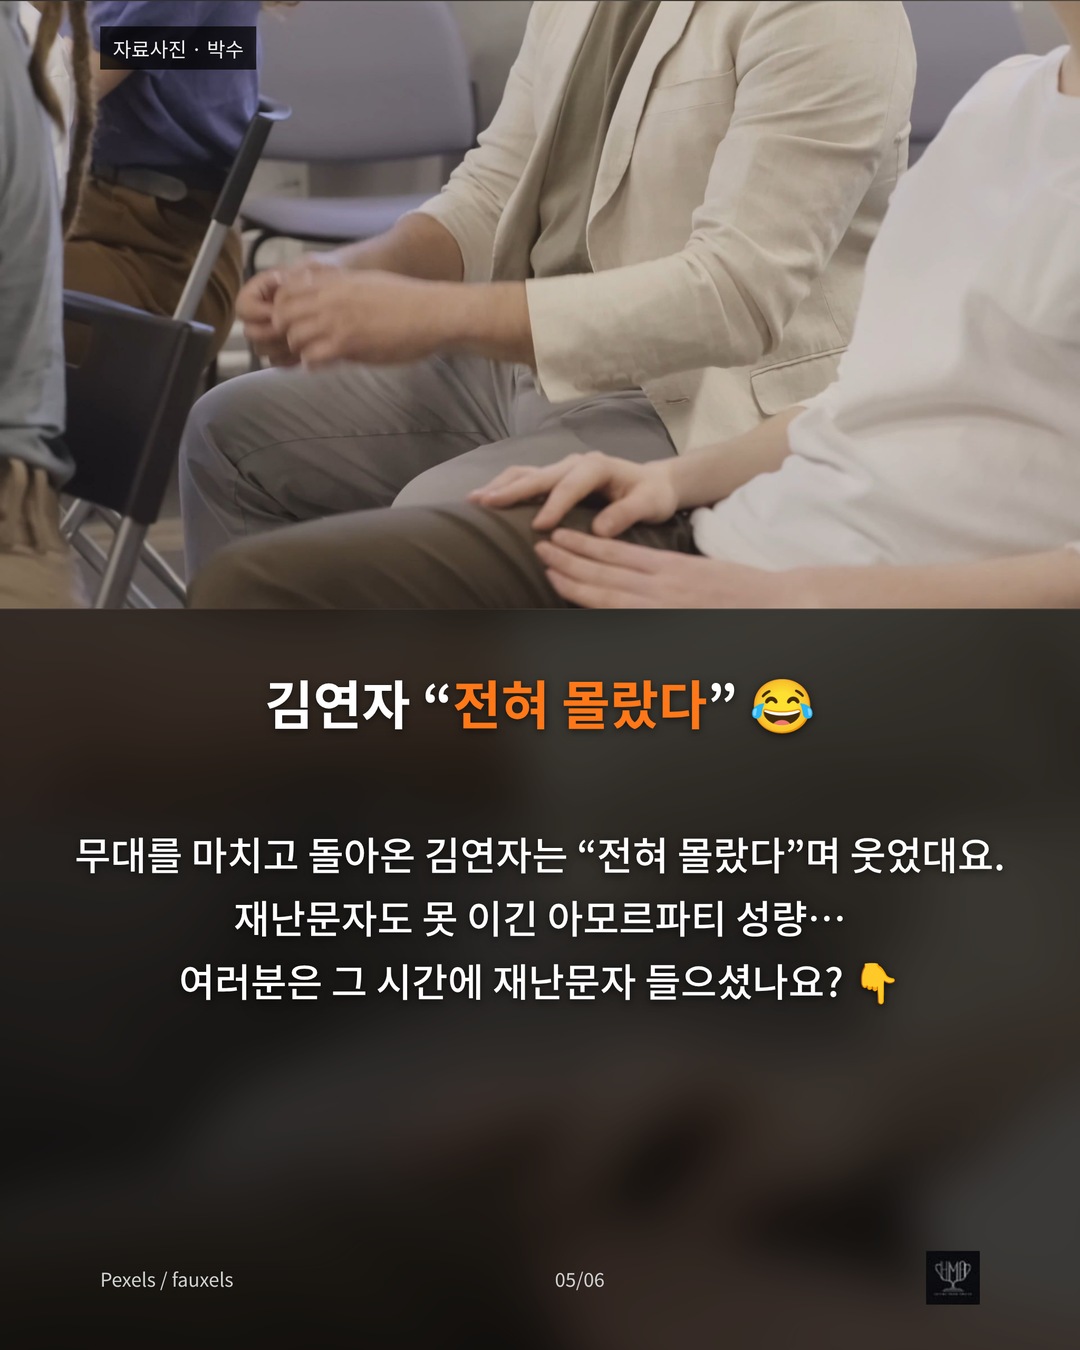 자료사진 · 박수
김연자 “전혀 몰랐다” 😂
무대를 마치고 돌아온 김연자는 “전혀 몰랐다”며 웃었대요.
재난문자도 못 이긴 아모르파티 성량…
여러분은 그 시간에 재난문자 들으셨나요? 👇
Pexels / fauxels
05/06